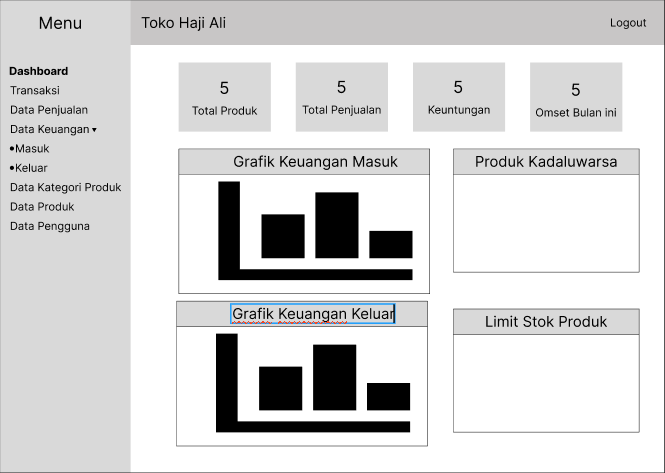 Menu
Toko Haji Ali
Logout
Dashboard
Transaksi
Data Penjualan
Data Keuangan ▾
•Masuk
•Keluar
Data Kategori Produk
Data Produk
Data Pengguna
5
Total Produk
5
Total Penjualan
5
Keuntungan
5
Omset Bulan ini
Grafik Keuangan Masuk
Produk Kadaluwarsa
Grafik Keuangan Keluar
Limit Stok Produk